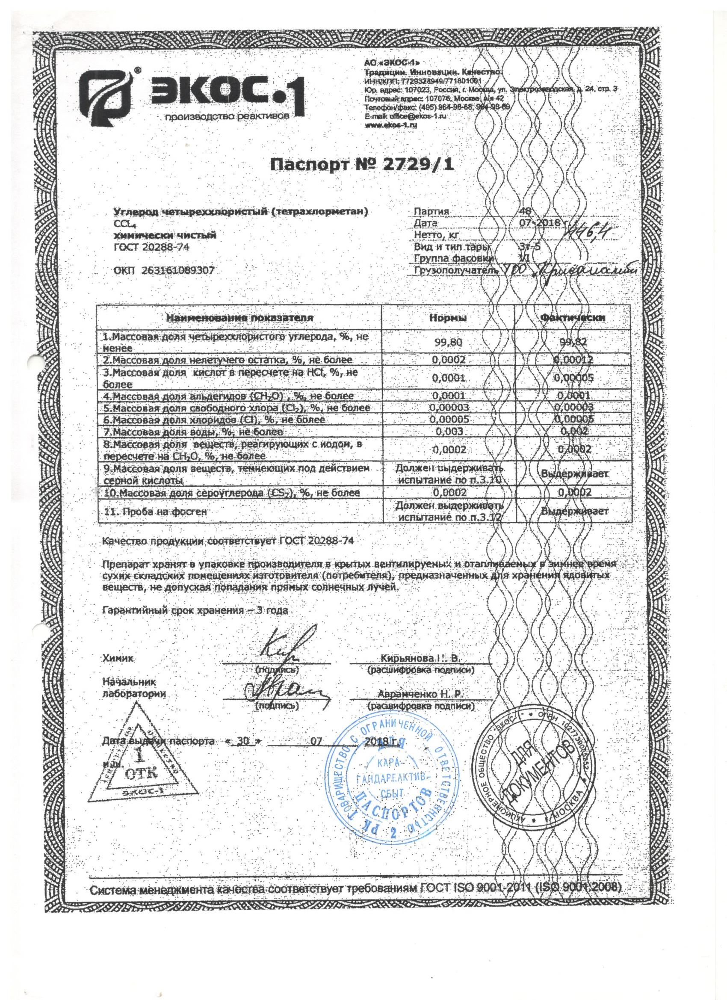 ЭКОС·1
®
производство реактивов
АО «ЭКОС-1»
Традиции. Инновации. Качество.
ИНН/КПП: 7729328949/771801001
Юр. адрес: 107023, Россия, г. Москва, ул. Электрозаводская, д. 24, стр. 3
Почтовый адрес: 107076, Москва, а/я 42
Телефон/факс: (495) 964-98-68, 964-98-69
E-mail: office@ekos-1.ru
www.ekos-1.ru
Паспорт № 2729/1
Углерод четыреххлористый (тетрахлорметан)
CCL₄
химически чистый
ГОСТ 20288-74
ОКП 263161089307
Партия 48
Дата 07-2018 г.
Нетто, кг 446,4
Вид и тип тары 3т-5
Группа фасовки VI
Грузополучатель ТОО
Наименование показателя Нормы Фактически
1.Массовая доля четыреххлористого углерода, %, не менее 99,80 99,82
2.Массовая доля нелетучего остатка, %, не более 0,0002 0,00012
3.Массовая доля кислот в пересчете на HCl, %, не более 0,0001 0,00005
4.Массовая доля альдегидов (CH₂O) , %, не более 0,0001 0,0001
5.Массовая доля свободного хлора (Cl₂), %, не более 0,00003 0,00003
6.Массовая доля хлоридов (Cl), %, не более 0,00005 0,00005
7.Массовая доля воды, %, не более 0,003 0,002
8.Массовая доля веществ, реагирующих с иодом, в пересчете на CH₂O, %, не более 0,0002 0,0002
9.Массовая доля веществ, темнеющих под действием серной кислоты Должен выдерживать испытание по п.3.10 Выдерживает
10.Массовая доля сероуглерода (CS₂), %, не более 0,0002 0,0002
11. Проба на фосген Должен выдерживать испытание по п.3.12 Выдерживает
Качество продукции соответствует ГОСТ 20288-74
Препарат хранят в упаковке производителя в крытых вентилируемых и отапливаемых в зимнее время
сухих складских помещениях изготовителя (потребителя), предназначенных для хранения ядовитых
веществ, не допуская попадания прямых солнечных лучей.
Гарантийный срок хранения – 3 года
Химик Кирьянова В.
(подпись) (расшифровка подписи)
Начальник
лаборатории Авранченко Н. Р.
(подпись) (расшифровка подписи)
Дата выдачи паспорта « 30 » 07 2018 г.
м.ш.
1
ОТК
ЭКОС-1
ТОВАРИЩЕСТВО С ОГРАНИЧЕННОЙ ОТВЕТСТВЕННОСТЬЮ
ДЛЯ
КАРА-
ГАНДАРЕАКТИВ-
СБЫТ
ПАСПОРТОВ
2
АКЦИОНЕРНОЕ ОБЩЕСТВО "ЭКОС-1" * ОГРН
* МОСКВА *
ДЛЯ
ДОКУМЕНТОВ
Система менеджмента качества соответствует требованиям ГОСТ ISO 9001-2011 (ISO 9001:2008)